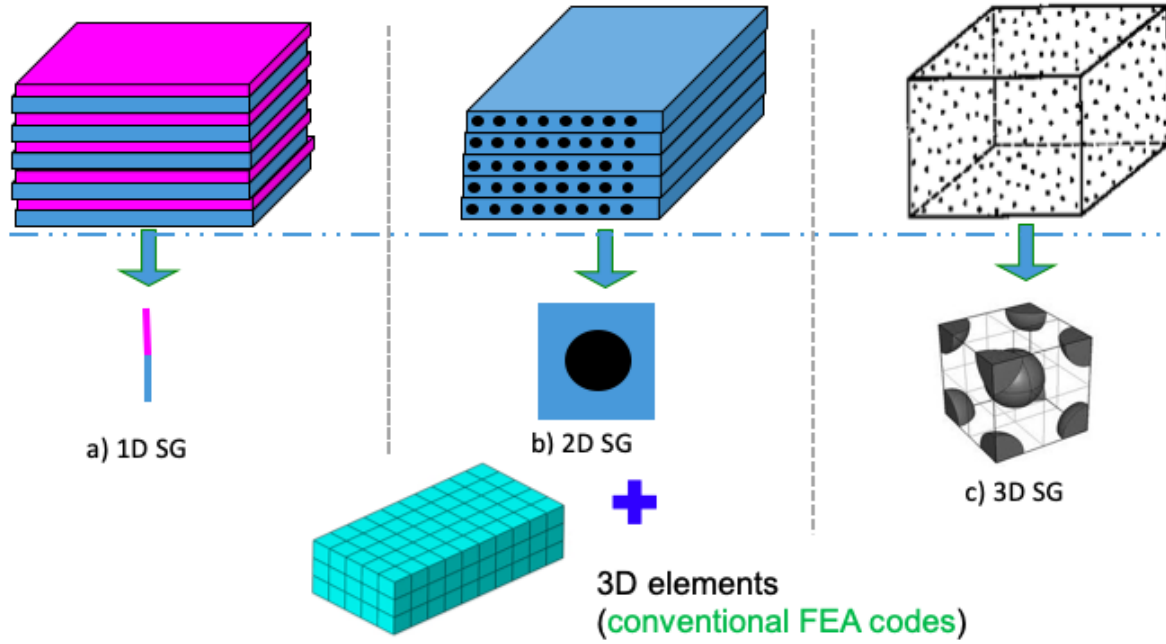 a) 1D SG
b) 2D SG
c) 3D SG
3D elements
(conventional FEA codes)